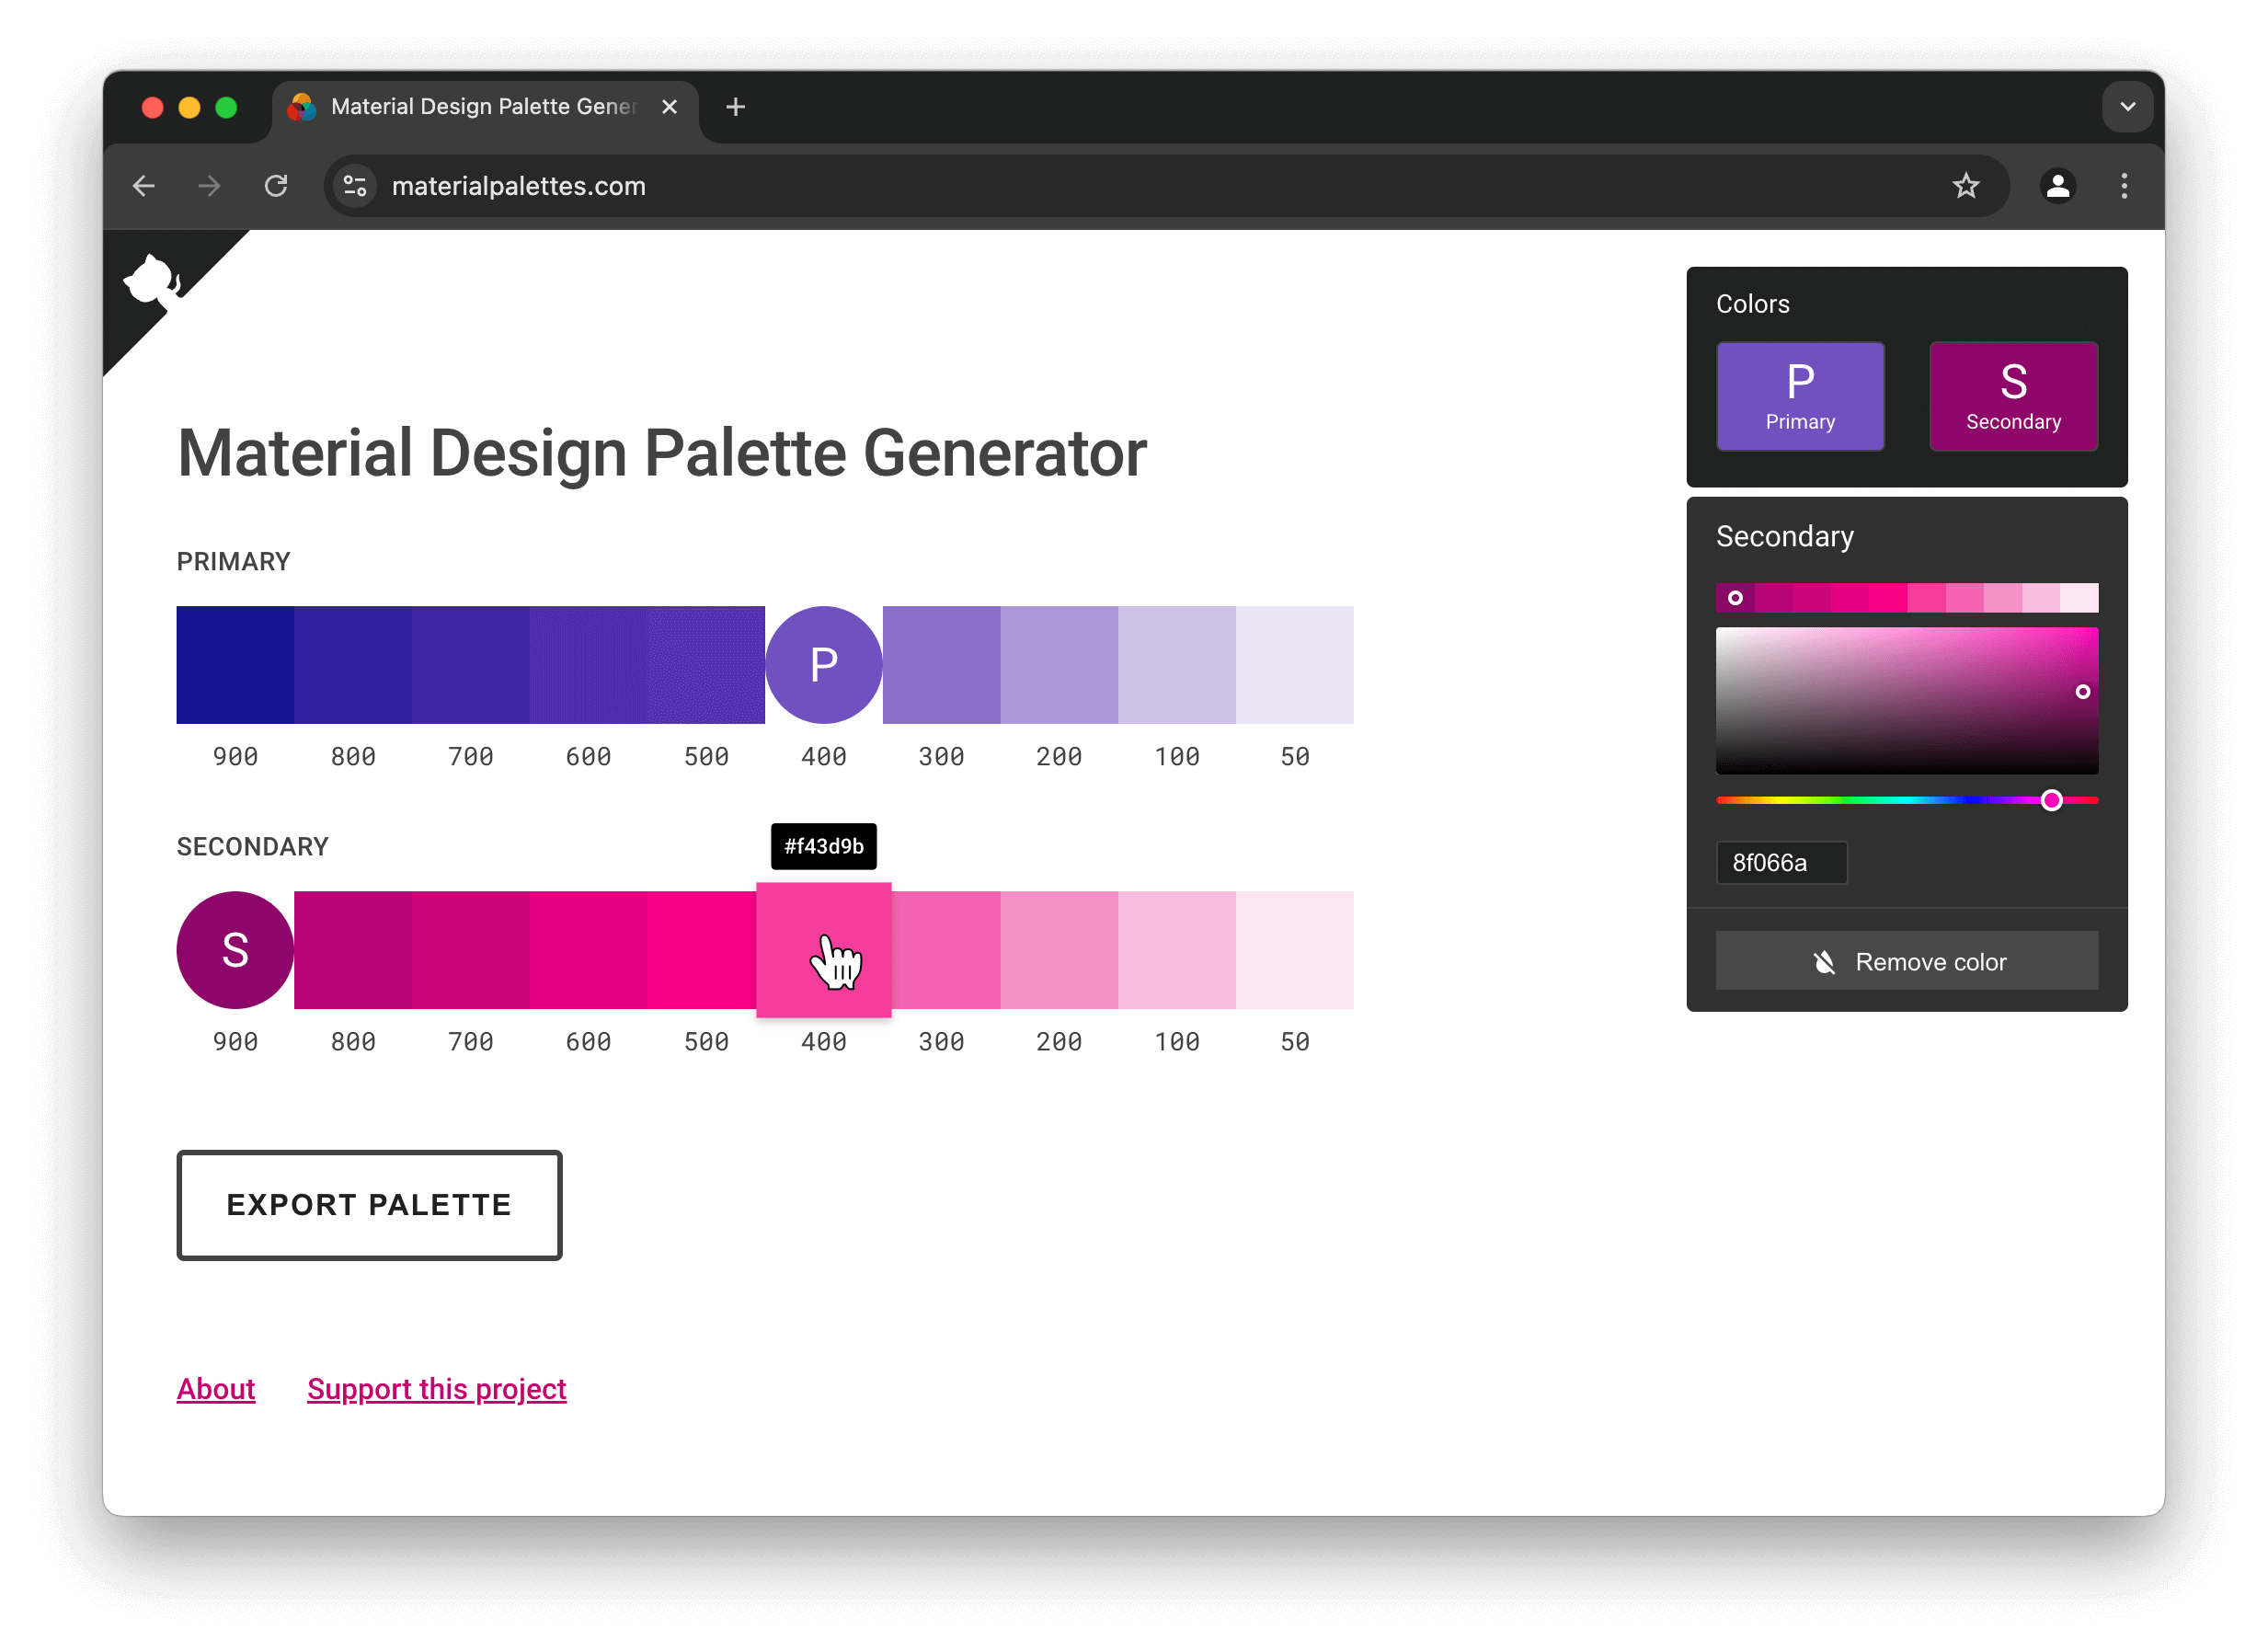 Material Design Palette Gener
materialpalettes.com
Material Design Palette Generator
PRIMARY
P
900 800 700 600 500 400 300 200 100 50
SECONDARY
#f43d9b
S
900 800 700 600 500 400 300 200 100 50
EXPORT PALETTE
About Support this project
Colors
P S
Primary Secondary
Secondary
8f066a
Remove color